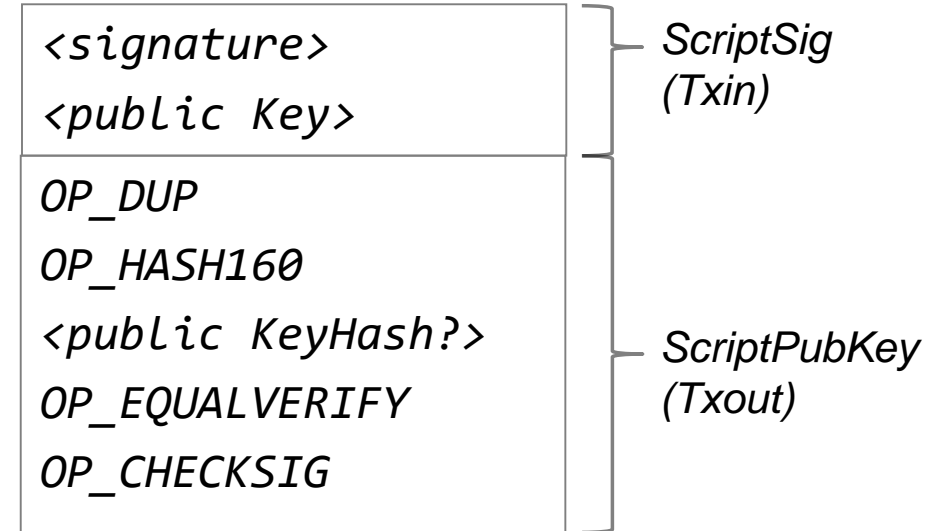 <signature>
<public Key>
ScriptSig
(Txin)
OP_DUP
OP_HASH160
<public KeyHash?>
OP_EQUALVERIFY
OP_CHECKSIG
ScriptPubKey
(Txout)